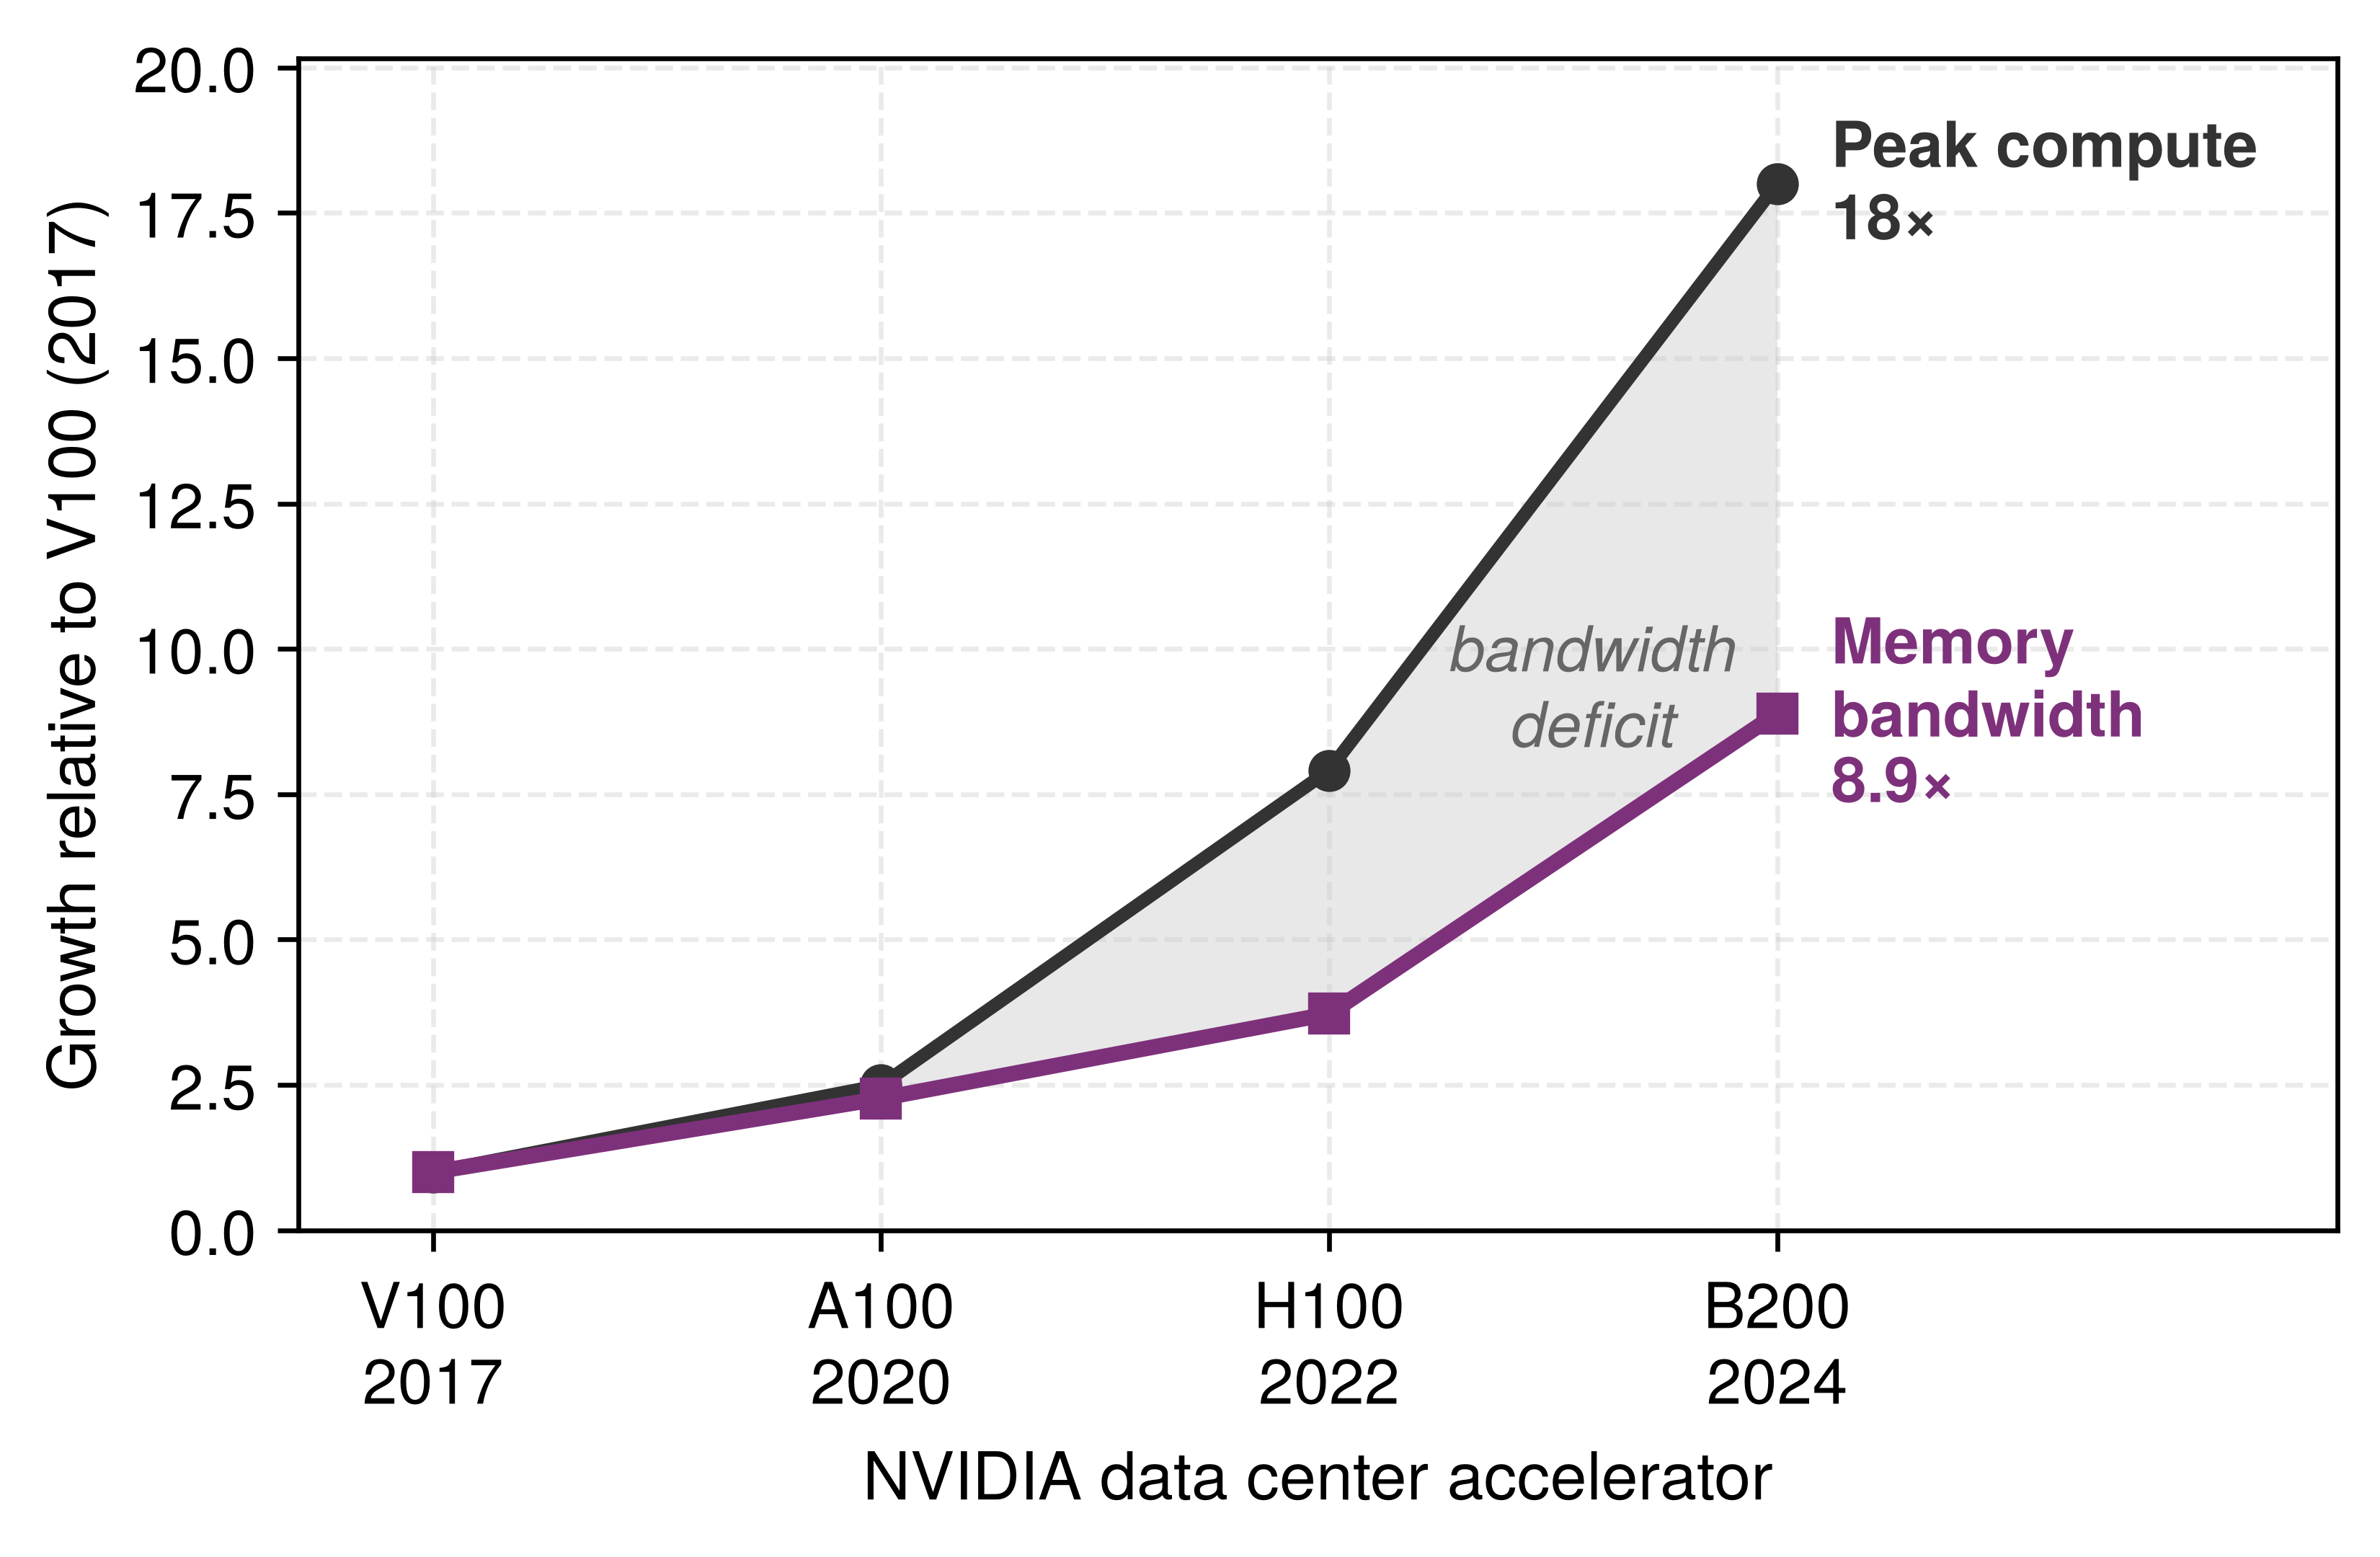 20.0
17.5
15.0
12.5
10.0
7.5
5.0
2.5
0.0
Growth relative to V100 (2017)
Peak compute
18×
bandwidth
deficit
Memory
bandwidth
8.9×
V100
2017
A100
2020
H100
2022
B200
2024
NVIDIA data center accelerator